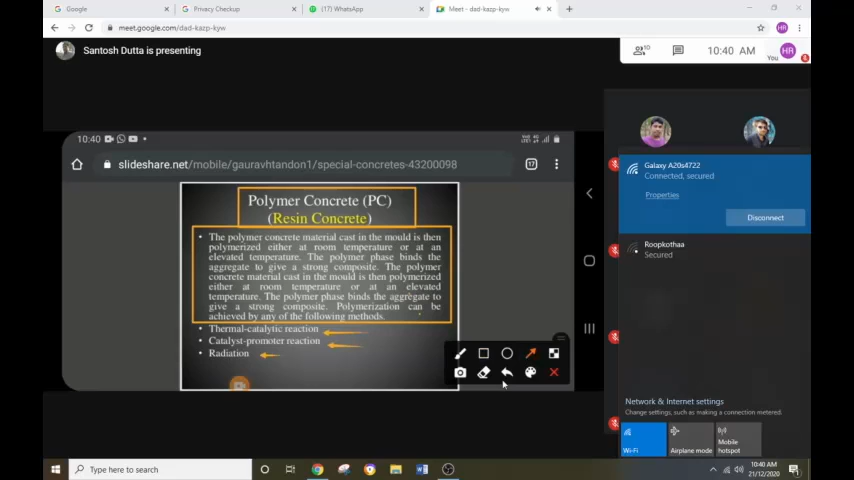 Google
Privacy Checkup
(17) WhatsApp
Meet - dad-kazp-kyw
meet.google.com/dad-kazp-kyw
HR
Santosh Dutta is presenting
10
10:40 AM
You
HR
10:40
slideshare.net/mobile/gauravhtandon1/special-concretes-43200098
17
Polymer Concrete (PC)
(Resin Concrete)
• The polymer concrete material cast in the mould is then
polymerized either at room temperature or at an
elevated temperature. The polymer phase binds the
aggregate to give a strong composite. The polymer
concrete material cast in the mould is then polymerized
either at room temperature or at an elevated
temperature. The polymer phase binds the aggregate to
give a strong composite. Polymerization can be
achieved by any of the following methods.
• Thermal-catalytic reaction
• Catalyst-promoter reaction
• Radiation
Galaxy A20s4722
Connected, secured
Properties
Disconnect
Roopkothaa
Secured
Network & Internet settings
Change settings, such as making a connection metered.
Wi-Fi
Airplane mode
Mobile
hotspot
Type here to search
10:40 AM
21/12/2020